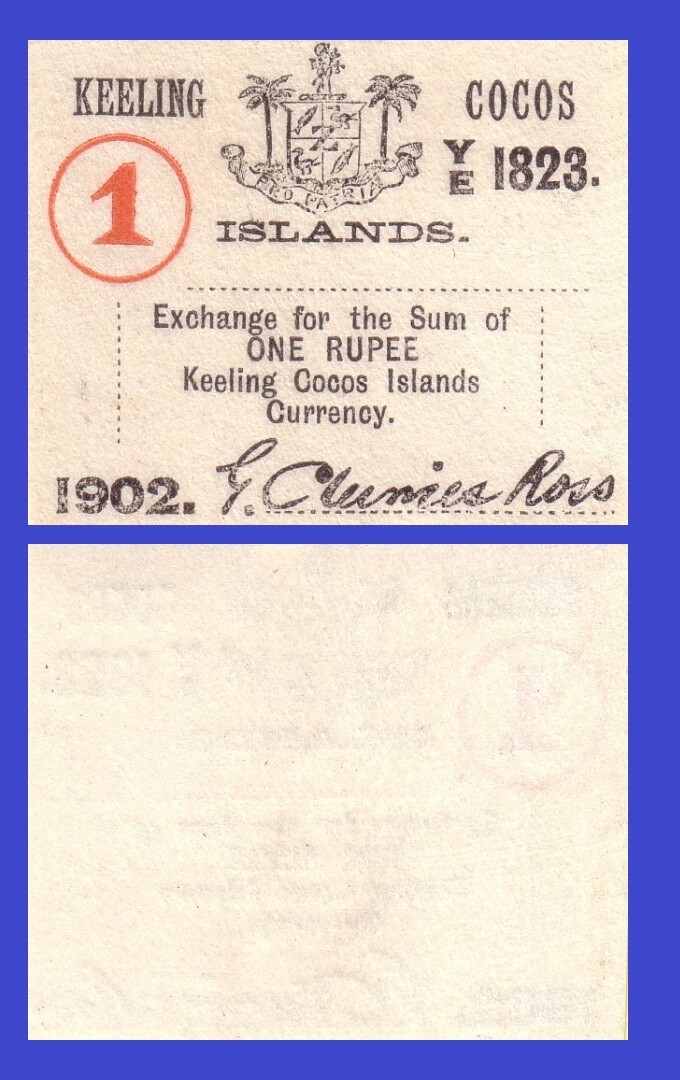 KEELING COCOS
1 Y E 1823.
PRO PATRIA
ISLANDS.
Exchange for the Sum of
ONE RUPEE
Keeling Cocos Islands
Currency.
1902. G. Clunies Ross